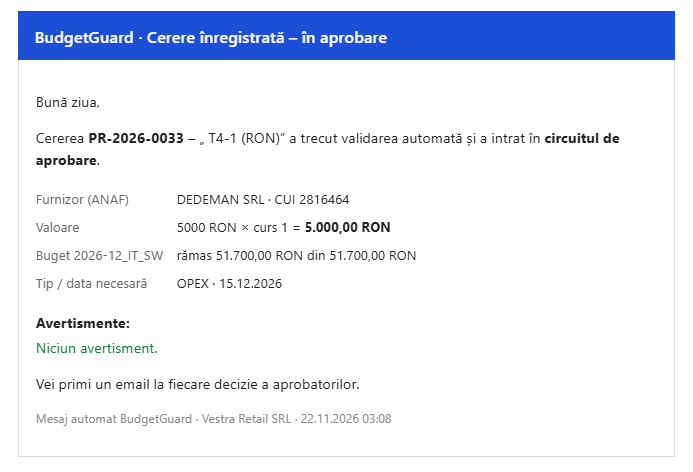 BudgetGuard · Cerere înregistrată – în aprobare
Bună ziua,
Cererea PR-2026-0033 – „ T4-1 (RON)” a trecut validarea automată și a intrat în circuitul de
aprobare.
Furnizor (ANAF) DEDEMAN SRL · CUI 2816464
Valoare 5000 RON × curs 1 = 5.000,00 RON
Buget 2026-12_IT_SW rămas 51.700,00 RON din 51.700,00 RON
Tip / data necesară OPEX · 15.12.2026
Avertismente:
Niciun avertisment.
Vei primi un email la fiecare decizie a aprobatorilor.
Mesaj automat BudgetGuard · Vestra Retail SRL · 22.11.2026 03:08